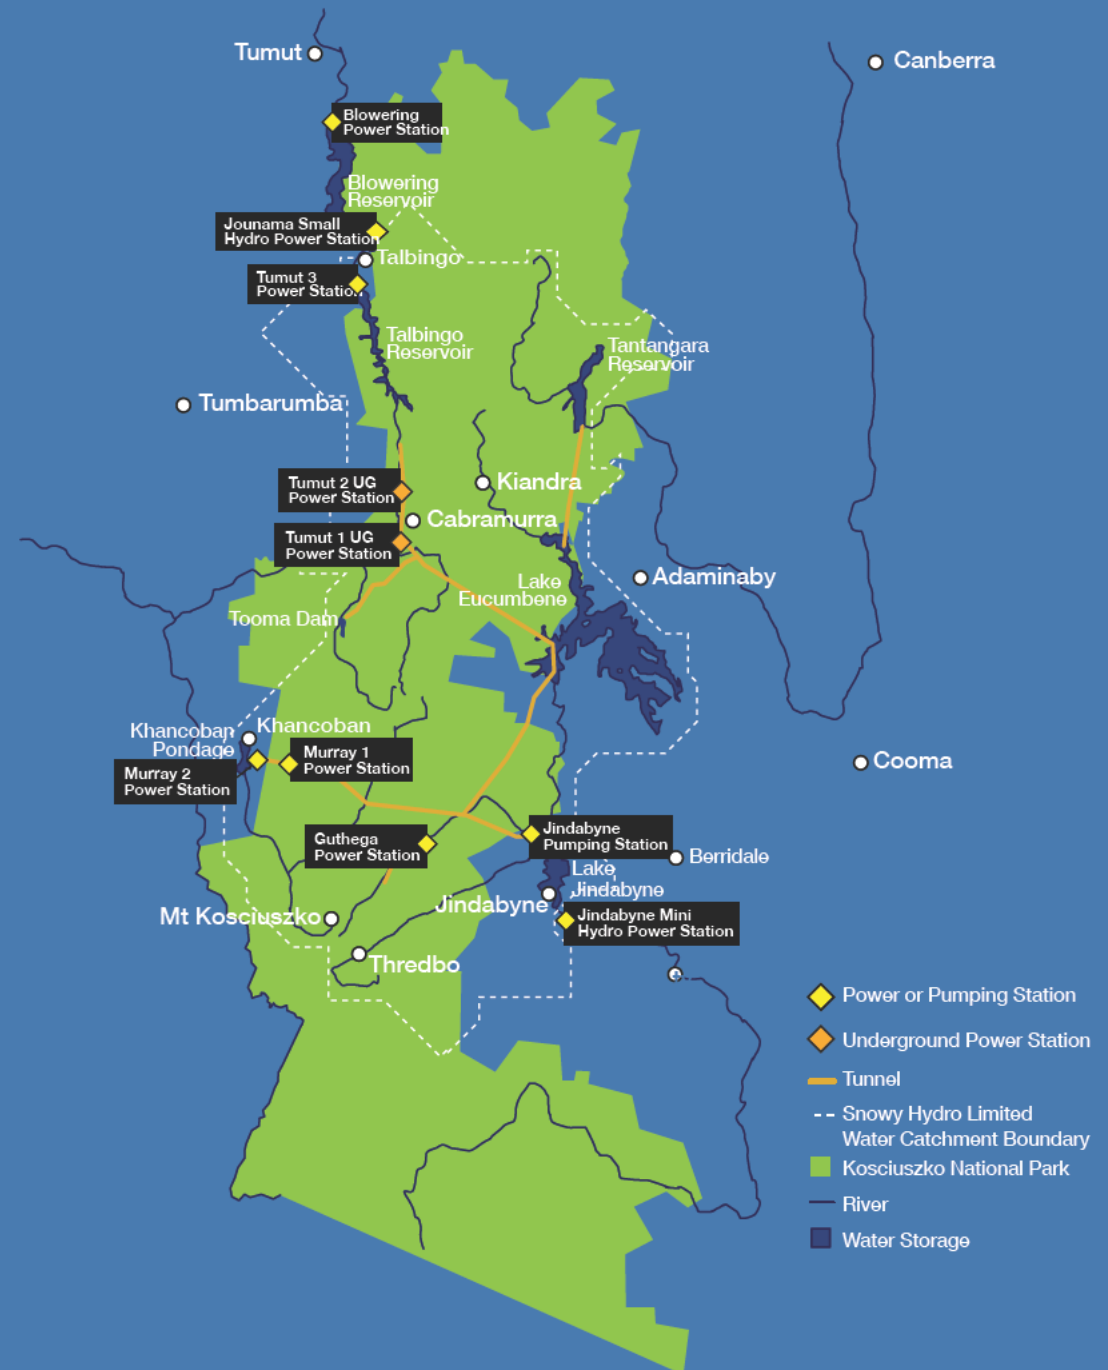 Tumut
Canberra
Blowering
Power Station
Blowering
Reservoir
Jounama Small
Hydro Power Station
Talbingo
Tumut 3
Power Station
Talbingo
Reservoir
Tantangara
Reservoir
Tumbarumba
Tumut 2 UG
Power Station
Kiandra
Cabramurra
Tumut 1 UG
Power Station
Adaminaby
Lake
Eucumbene
Tooma Dam
Khancoban
Pondage
Khancoban
Murray 1
Power Station
Murray 2
Power Station
Cooma
Guthega
Power Station
Jindabyne
Pumping Station
Berridale
Lake
Jindabyne
Jindabyne
Jindabyne Mini
Hydro Power Station
Mt Kosciuszko
Thredbo
Power or Pumping Station
Underground Power Station
Tunnel
Snowy Hydro Limited
Water Catchment Boundary
Kosciuszko National Park
River
Water Storage